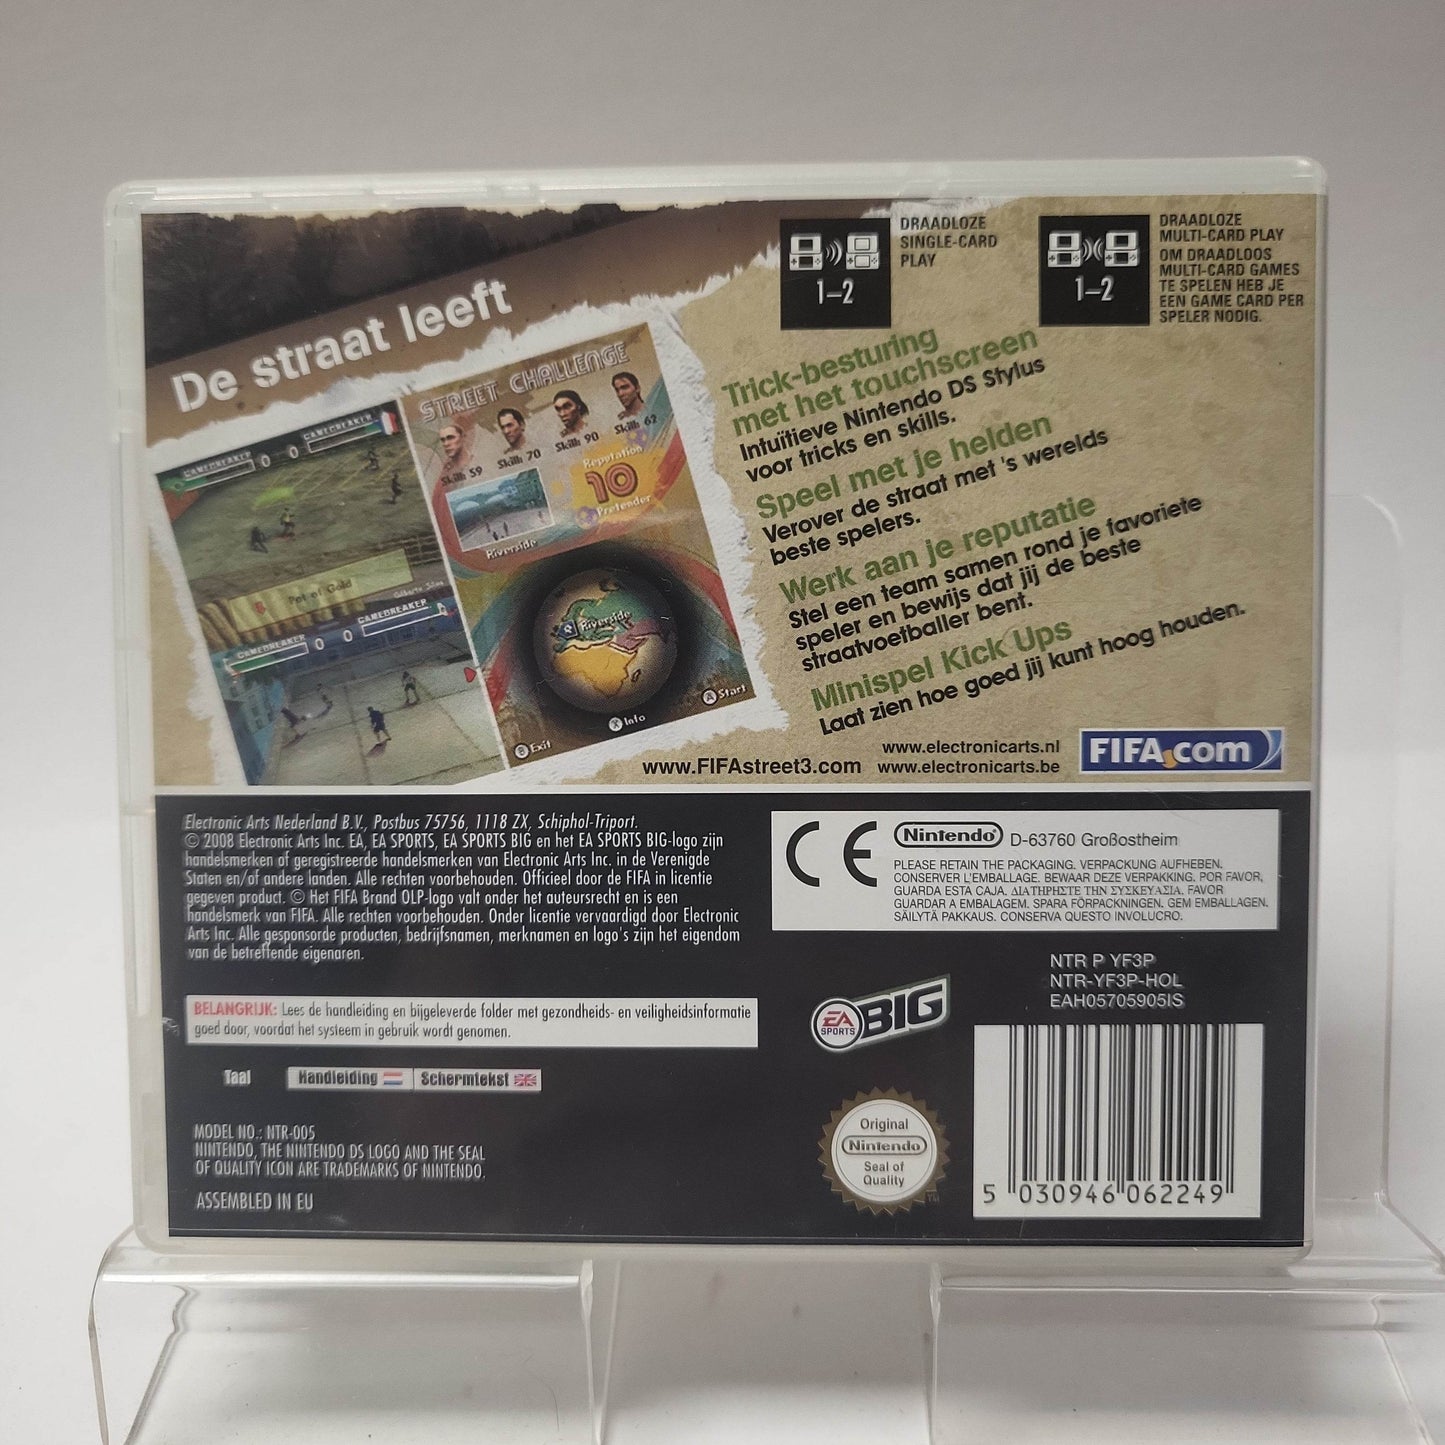 De straat leeft
DRAADLOZE
SINGLE-CARD
PLAY
1–2
DRAADLOZE
MULTI-CARD PLAY
OM DRAADLOOS
MULTI-CARD GAMES
TE SPELEN HEB JE
EEN GAME CARD PER
SPELER NODIG.
1–2
GAMEBREAKER 0 0 GAMEBREAKER
Pot of Gold
GAMEBREAKER 0 0 GAMEBREAKER
STREET CHALLENGE
Skill: 59
Skill: 70
Skill: 90
Skill: 62
Reputation
10
Pretender
Riverside
Riverside
B Exit
X Info
A Start
Trick-besturing
met het touchscreen
Intuïtieve Nintendo DS Stylus
voor tricks en skills.
Speel met je helden
Verover de straat met 's werelds
beste spelers.
Werk aan je reputatie
Stel een team samen rond je favoriete
speler en bewijs dat jij de beste
straatvoetballer bent.
Minispel Kick Ups
Laat zien hoe goed jij kunt hoog houden.
www.FIFAstreet3.com
www.electronicarts.nl
www.electronicarts.be
FIFA.com
Electronic Arts Nederland B.V., Postbus 75756, 1118 ZX, Schiphol-Triport.
© 2008 Electronic Arts Inc. EA, EA SPORTS, EA SPORTS BIG en het EA SPORTS BIG-logo zijn
handelsmerken of geregistreerde handelsmerken van Electronic Arts Inc. in de Verenigde
Staten en/of andere landen. Alle rechten voorbehouden. Officieel door de FIFA in licentie
gegeven product. © Het FIFA Brand OLP-logo valt onder het auteursrecht en is een
handelsmerk van FIFA. Alle rechten voorbehouden. Onder licentie vervaardigd door Electronic
Arts Inc. Alle gesponsorde producten, bedrijfsnamen, merknamen en logo's zijn het eigendom
van de betreffende eigenaren.
CE
Nintendo D-63760 Großostheim
PLEASE RETAIN THE PACKAGING. VERPACKUNG AUFHEBEN.
CONSERVER L'EMBALLAGE. BEWAAR DEZE VERPAKKING. POR FAVOR,
GUARDA ESTA CAJA. ΔΙΑΤΗΡΗΣΤΕ ΤΗΝ ΣΥΣΚΕΥΑΣΙΑ. FAVOR
GUARDAR A EMBALAGEM. SPARA FÖRPACKNINGEN. GEM EMBALLAGEN.
SÄILYTÄ PAKKAUS. CONSERVA QUESTO INVOLUCRO.
NTR P YF3P
NTR-YF3P-HOL
EAH05705905IS
BELANGRIJK: Lees de handleiding en bijgeleverde folder met gezondheids- en veiligheidsinformatie
goed door, voordat het systeem in gebruik wordt genomen.
EA SPORTS BIG
Taal Handleiding Schermtekst
MODEL NO.: NTR-005
NINTENDO, THE NINTENDO DS LOGO AND THE SEAL
OF QUALITY ICON ARE TRADEMARKS OF NINTENDO.
ASSEMBLED IN EU
Original
Nintendo
Seal of
Quality
TM
5 030946 062249